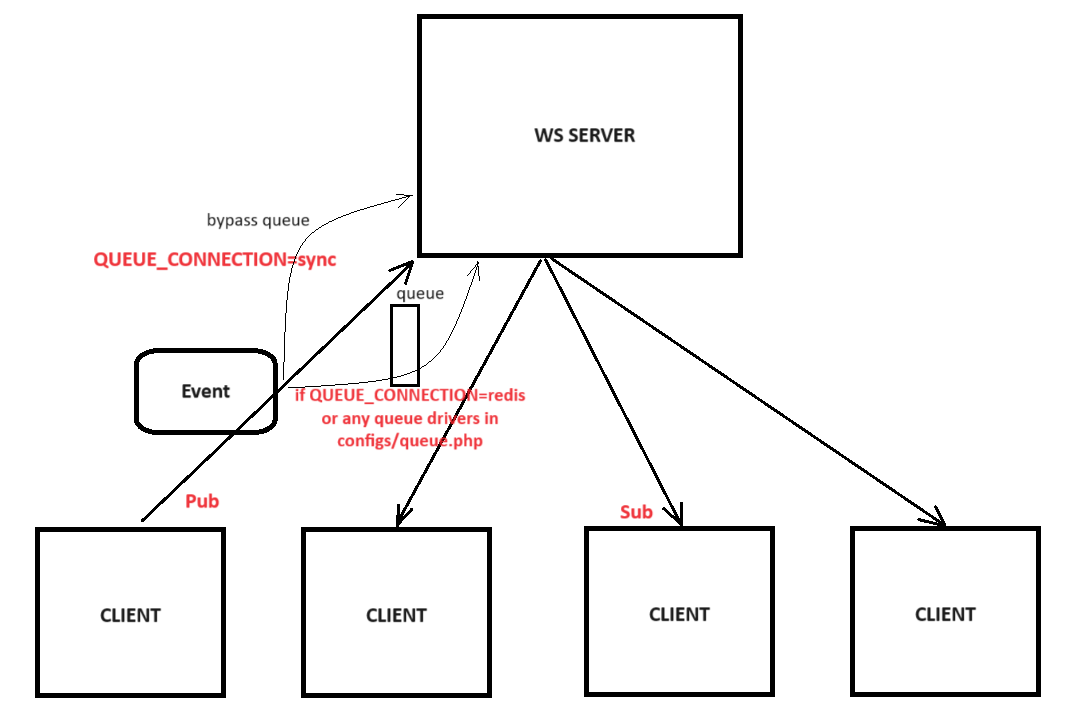 WS SERVER
bypass queue
QUEUE_CONNECTION=sync
queue
Event
if QUEUE_CONNECTION=redis
or any queue drivers in
configs/queue.php
Pub
Sub
CLIENT
CLIENT
CLIENT
CLIENT